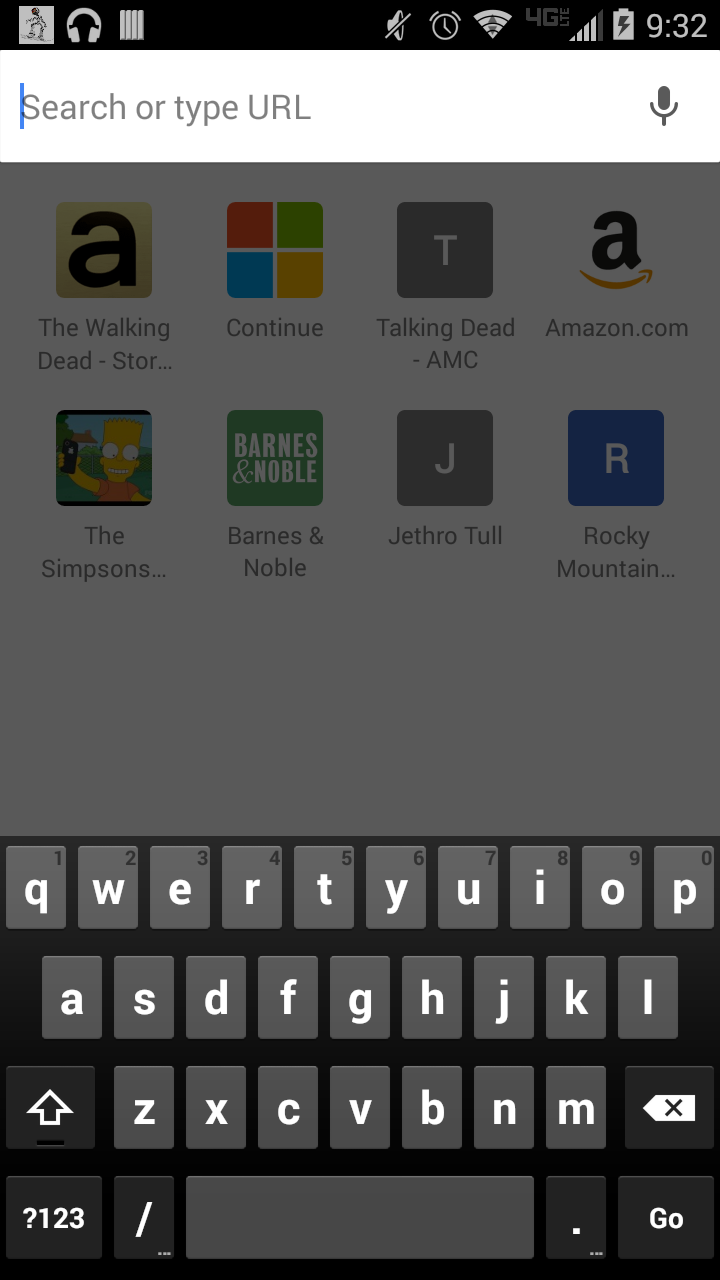 4G LTE 9:32
Search or type URL
a T a
The Walking Dead - Stor…
Continue
Talking Dead - AMC
Amazon.com
BARNES
&NOBLE
J R
The Simpsons…
Barnes & Noble
Jethro Tull
Rocky Mountain…
1 2 3 4 5 6 7 8 9 0
q w e r t y u i o p
a s d f g h j k l
z x c v b n m
?123 / ... . ... Go